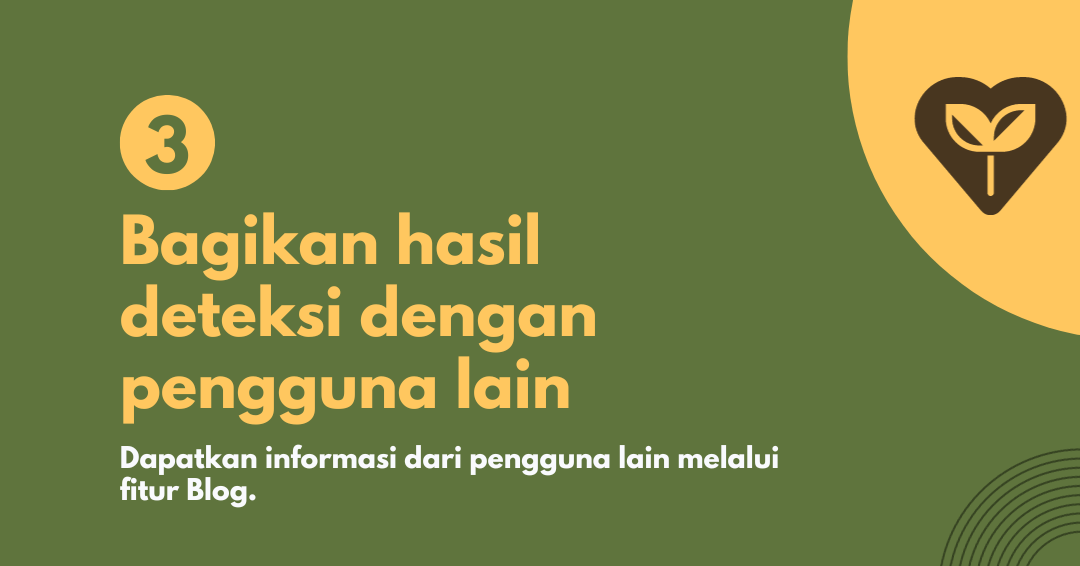 3
Bagikan hasil
deteksi dengan
pengguna lain
Dapatkan informasi dari pengguna lain melalui
fitur Blog.